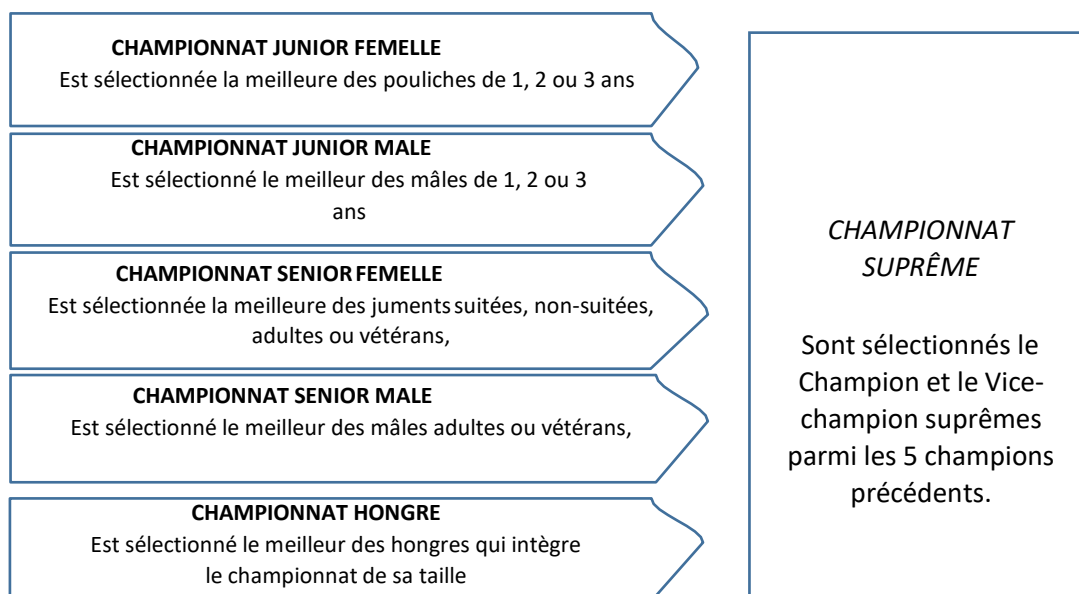 CHAMPIONNAT JUNIOR FEMELLE
Est sélectionnée la meilleure des pouliches de 1, 2 ou 3 ans
CHAMPIONNAT JUNIOR MALE
Est sélectionné le meilleur des mâles de 1, 2 ou 3
ans
CHAMPIONNAT SENIOR FEMELLE
Est sélectionnée la meilleure des juments suitées, non-suitées,
adultes ou vétérans,
CHAMPIONNAT SENIOR MALE
Est sélectionné le meilleur des mâles adultes ou vétérans,
CHAMPIONNAT HONGRE
Est sélectionné le meilleur des hongres qui intègre
le championnat de sa taille
CHAMPIONNAT
SUPRÊME
Sont sélectionnés le
Champion et le Vice-
champion suprêmes
parmi les 5 champions
précédents.